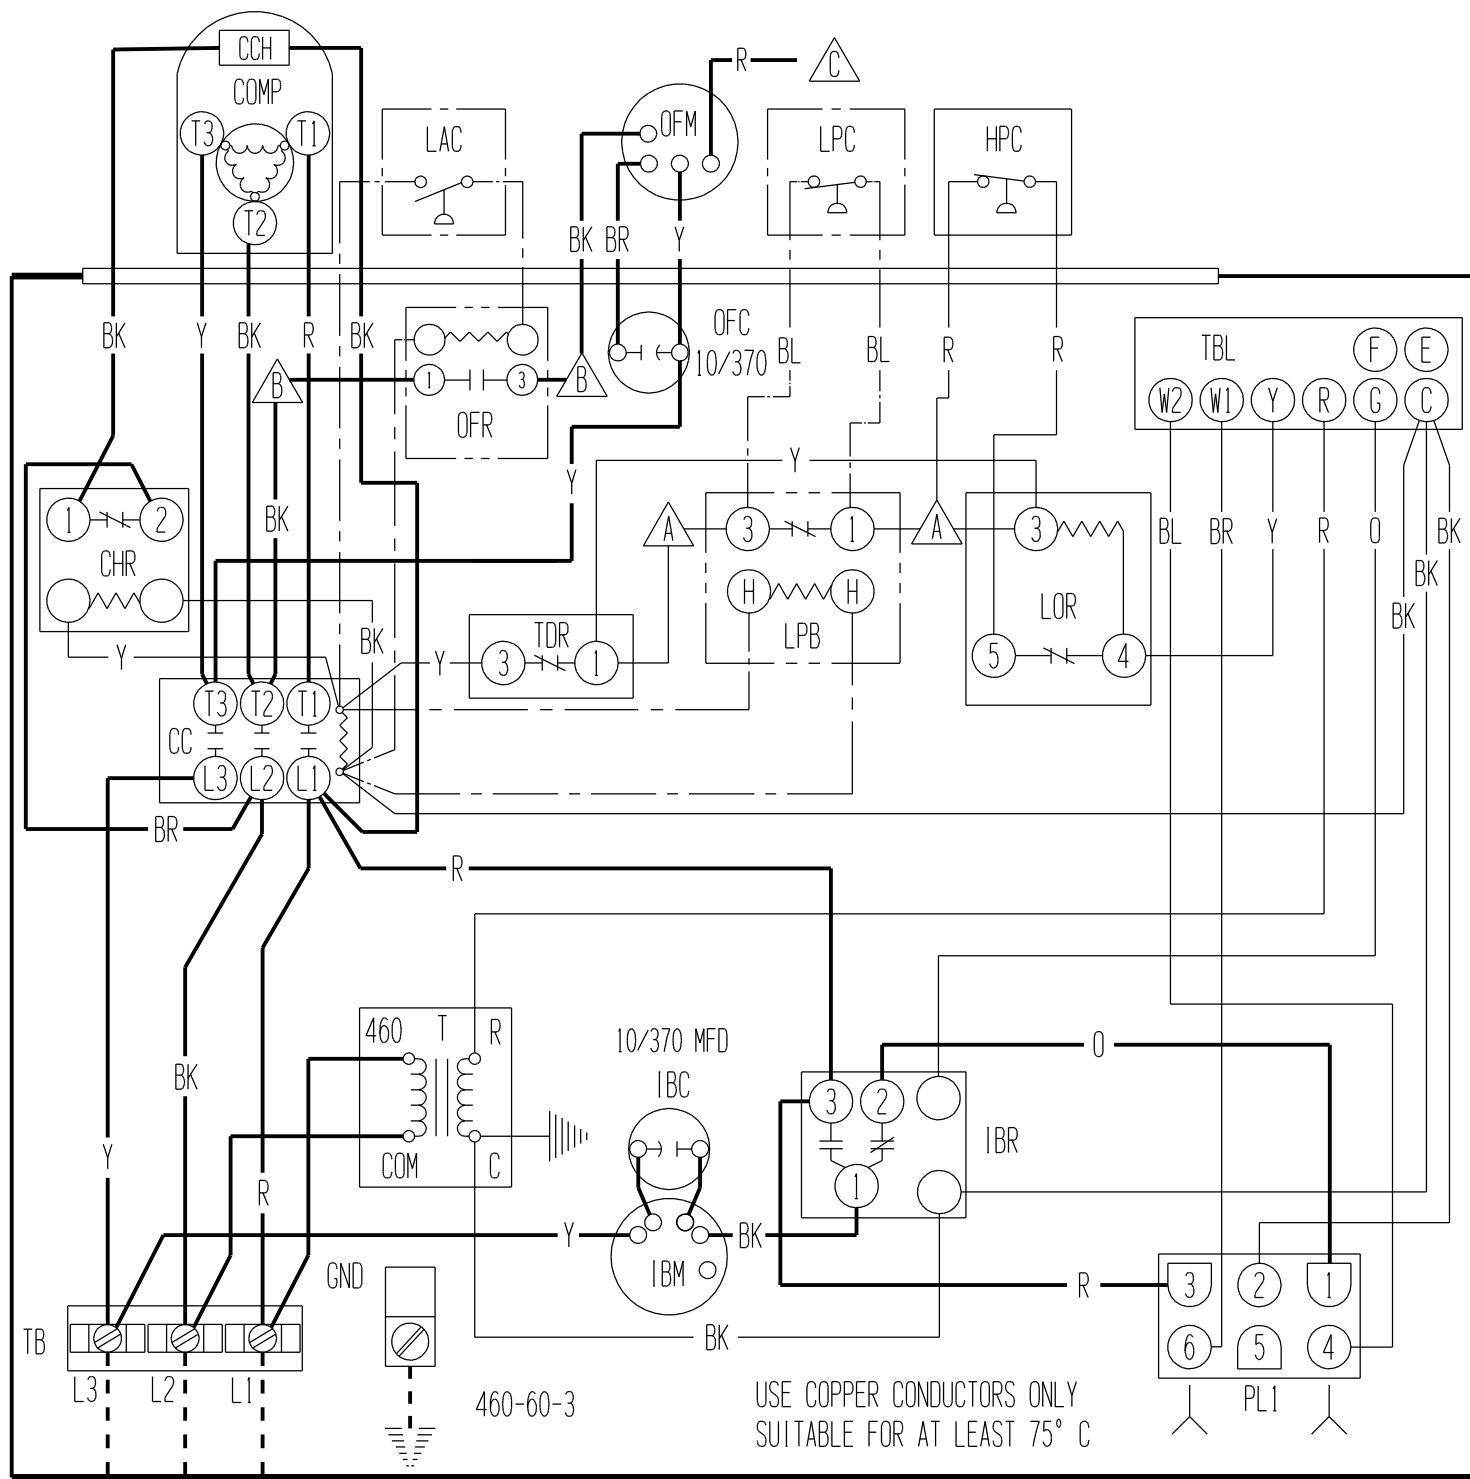 CCH
R
C
COMP
T3
T1
T2
LAC
OFM
LPC
HPC
BK
BR
Y
BK
Y
BK
R
BK
OFC
10/370
BL
BL
R
R
TBL
F
E
W2
W1
Y
R
G
C
B
1
3
B
OFR
Y
Y
1
2
CHR
BK
A
3
1
A
3
BL
BR
Y
R
O
BK
BK
BK
H
H
LPB
LOR
TDR
3
1
5
4
BK
Y
Y
T3
T2
T1
CC
L3
L2
L1
BR
R
460
T
R
COM
C
10/370 MFD
IBC
O
3
2
1
IBR
BK
Y
R
Y
BK
IBM
GND
R
3
2
1
6
5
4
PL1
BK
TB
L3
L2
L1
460-60-3
USE COPPER CONDUCTORS ONLY
SUITABLE FOR AT LEAST 75° C